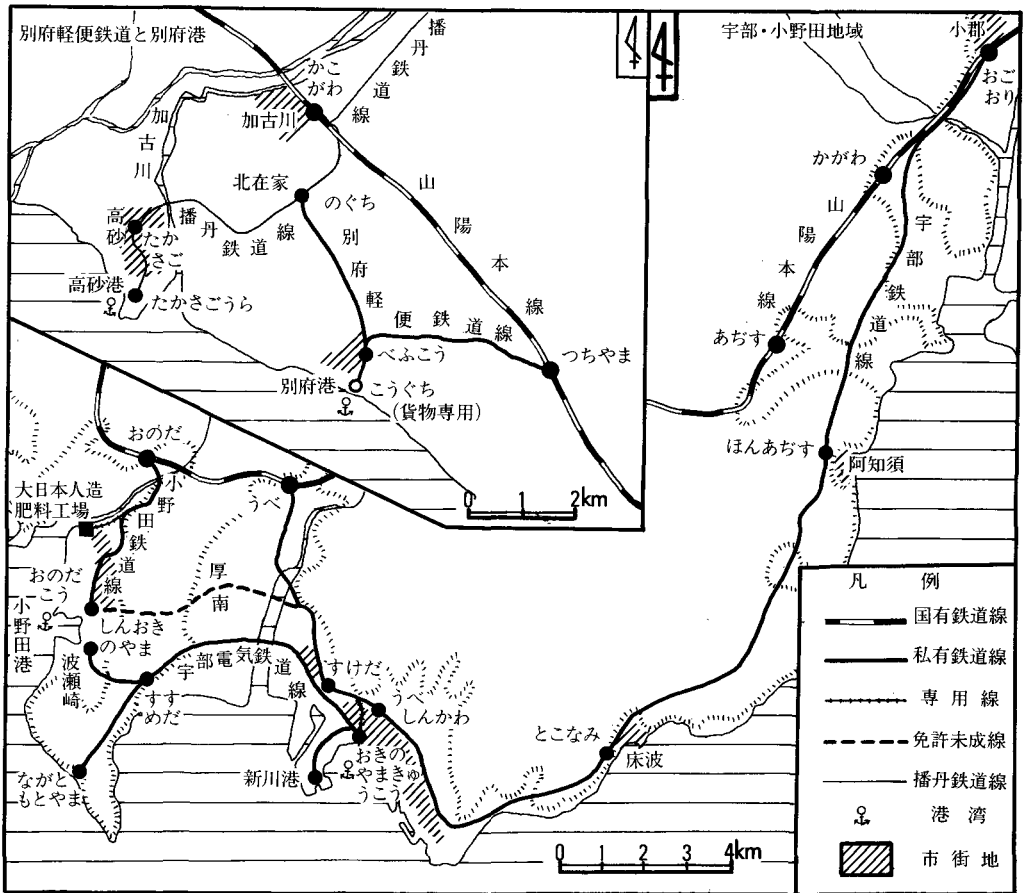 別府軽便鉄道と別府港
かこ
がわ
加古川
播丹鉄道線
加古川
北在家
のぐち
山陽本線
高砂
たか
さご
播丹鉄道線
別府軽便鉄道線
高砂港
たかさごうら
べふこう
つちやま
別府港
こうぐち
(貨物専用)
0 1 2km
宇部・小野田地域
小郡
おご
おり
かがわ
山陽本線
宇部鉄道線
あぢす
ほんあぢす
阿知須
おのだ
大日本人造
肥料工場
小野田鉄道線
うべ
おのだ
こう
厚南
小野田港
しんおき
のやま
波瀬崎
宇部電気鉄道線
すす
めだ
すけだ
うべ
しんかわ
とこなみ
床波
ながと
もとやま
新川港
おきの
やまきゅ
うこう
0 1 2 3 4km
凡例
国有鉄道線
私有鉄道線
専用線
免許未成線
播丹鉄道線
港湾
市街地